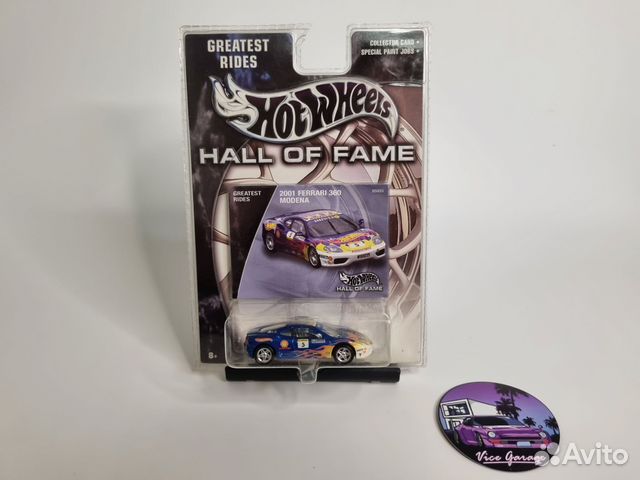 GREATEST
RIDES
COLLECTOR CARD •
SPECIAL PAINT JOBS •
Hot Wheels
HALL OF FAME
GREATEST
RIDES
2001 FERRARI 360
MODENA
Hot Wheels
HALL OF FAME
5
8+
Vice Garage
Avito